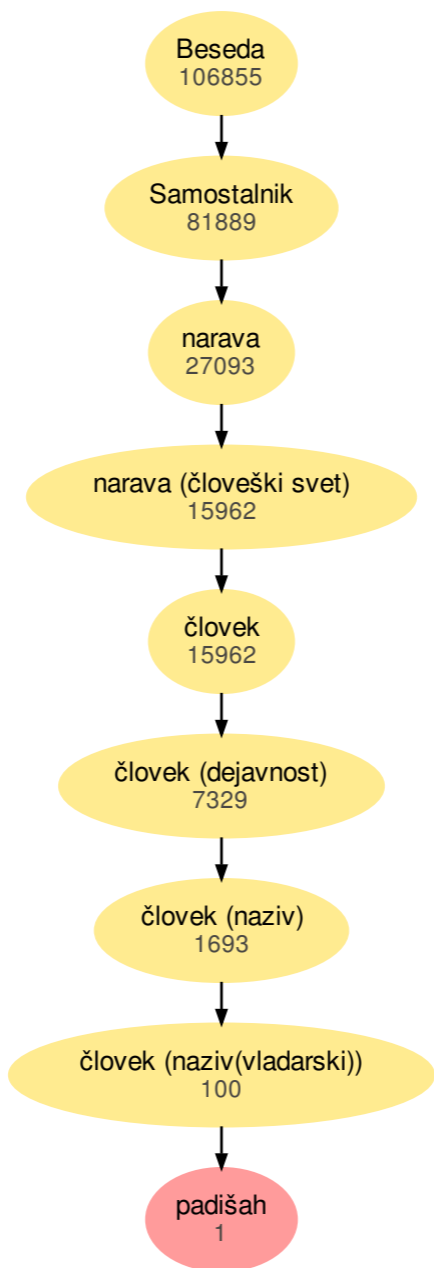 Beseda
106855
Samostalnik
81889
narava
27093
narava (človeški svet)
15962
človek
15962
človek (dejavnost)
7329
človek (naziv)
1693
človek (naziv(vladarski))
100
padišah
1